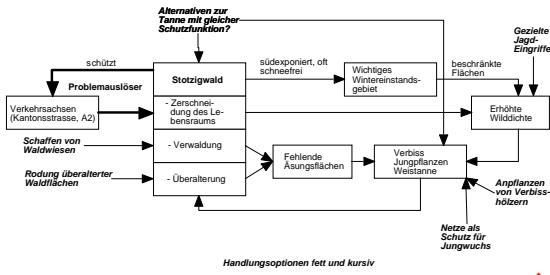 Alternativen zur
Tanne mit gleicher
Schutzfunktion?
Gezielte
Jagd-
Eingriffe
schützt
Stotzigwald
südexponiert, oft
schneefrei
Wichtiges
Wintereinstands-
gebiet
beschränkte
Flächen
Problemauslöser
Verkehrsachsen
(Kantonsstrasse, A2)
- Zerschnei-
dung des Le-
bensraums
Erhöhte
Wilddichte
Schaffen von
Waldwiesen
- Verwaldung
Fehlende
Äsungsflächen
Verbiss
Jungpflanzen
Weistanne
Rodung überalterter
Waldflächen
- Überalterung
Anpflanzen
von Verbiss-
hölzern
Netze als
Schutz für
Jungwuchs
Handlungsoptionen fett und kursiv